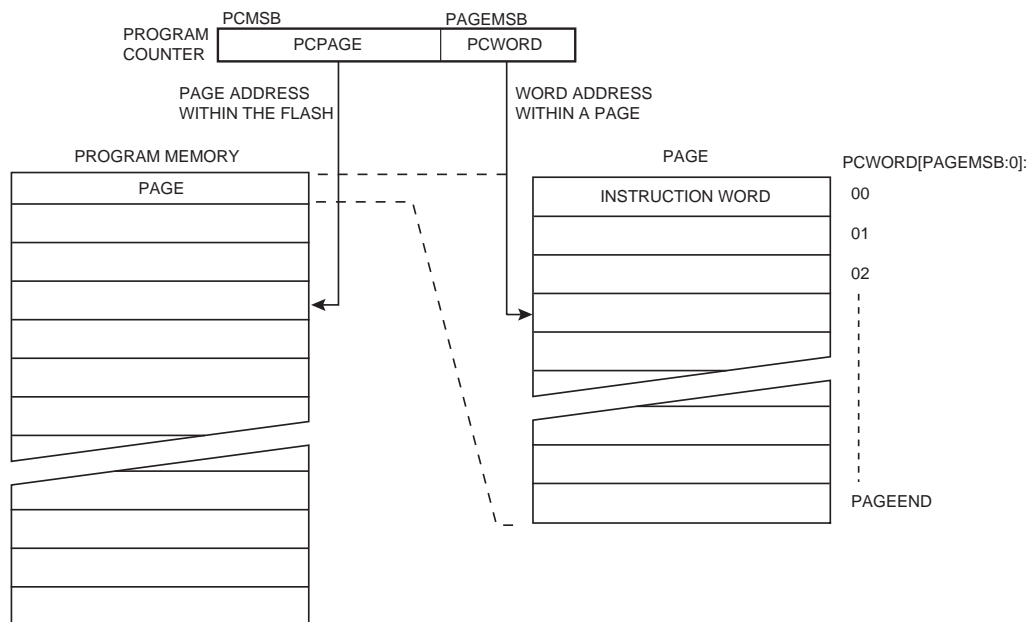 PCMSB
PAGEMSB
PROGRAM
COUNTER
PCPAGE
PCWORD
PAGE ADDRESS
WITHIN THE FLASH
WORD ADDRESS
WITHIN A PAGE
PROGRAM MEMORY
PAGE
PAGE
PCWORD[PAGEMSB:0]:
INSTRUCTION WORD
00
01
02
PAGEEND